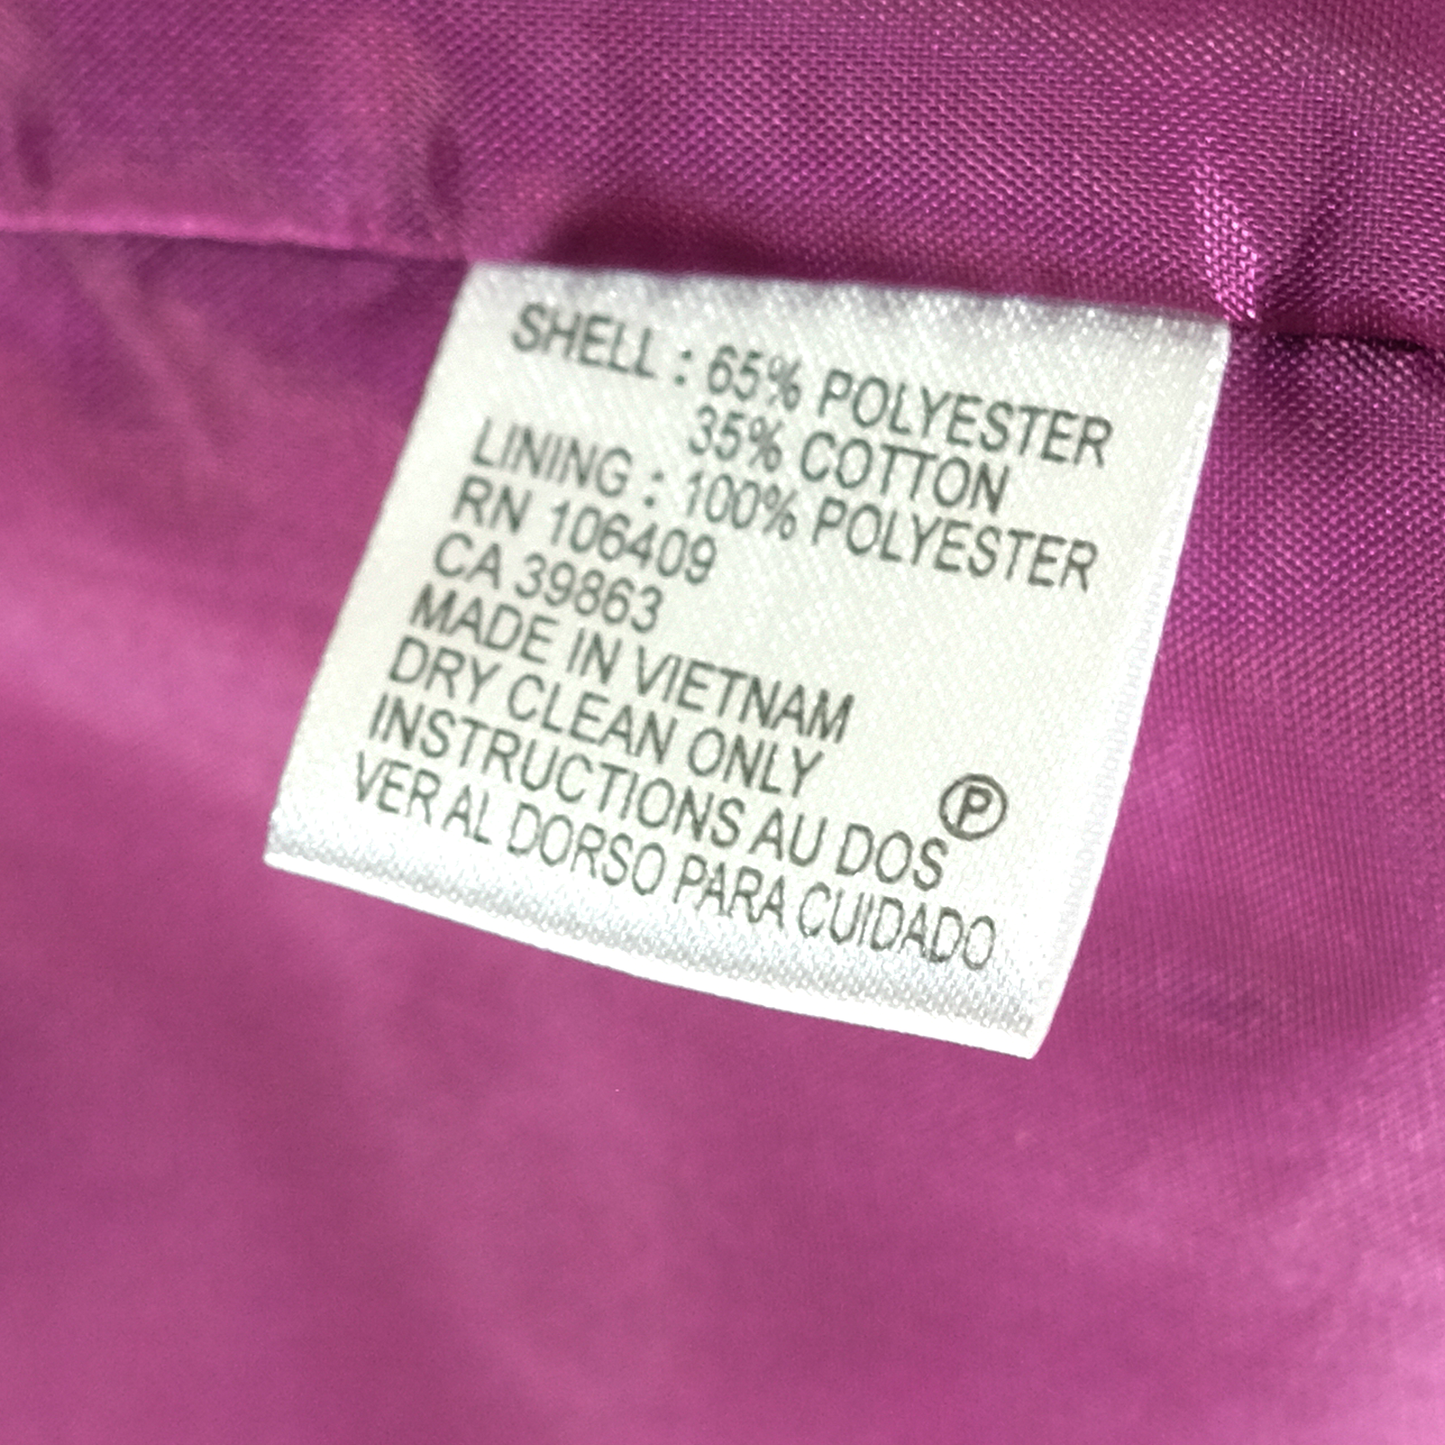 SHELL : 65% POLYESTER
35% COTTON
LINING : 100% POLYESTER
RN 106409
CA 39863
MADE IN VIETNAM
DRY CLEAN ONLY
P
INSTRUCTIONS AU DOS
VER AL DORSO PARA CUIDADO